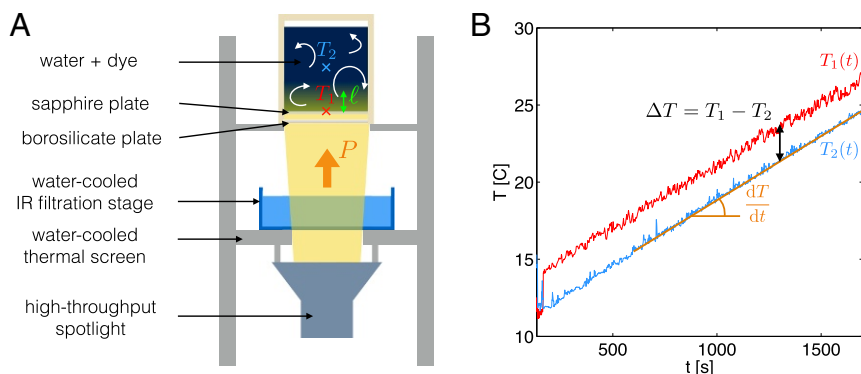 A
water + dye
sapphire plate
borosilicate plate
water-cooled
IR filtration stage
water-cooled
thermal screen
high-throughput
spotlight
T₂
T₁
ℓ
P
B
T [C]
30
25
20
15
10
500
1000
1500
t [s]
T₁(t)
ΔT = T₁ − T₂
T₂(t)
dT
dt